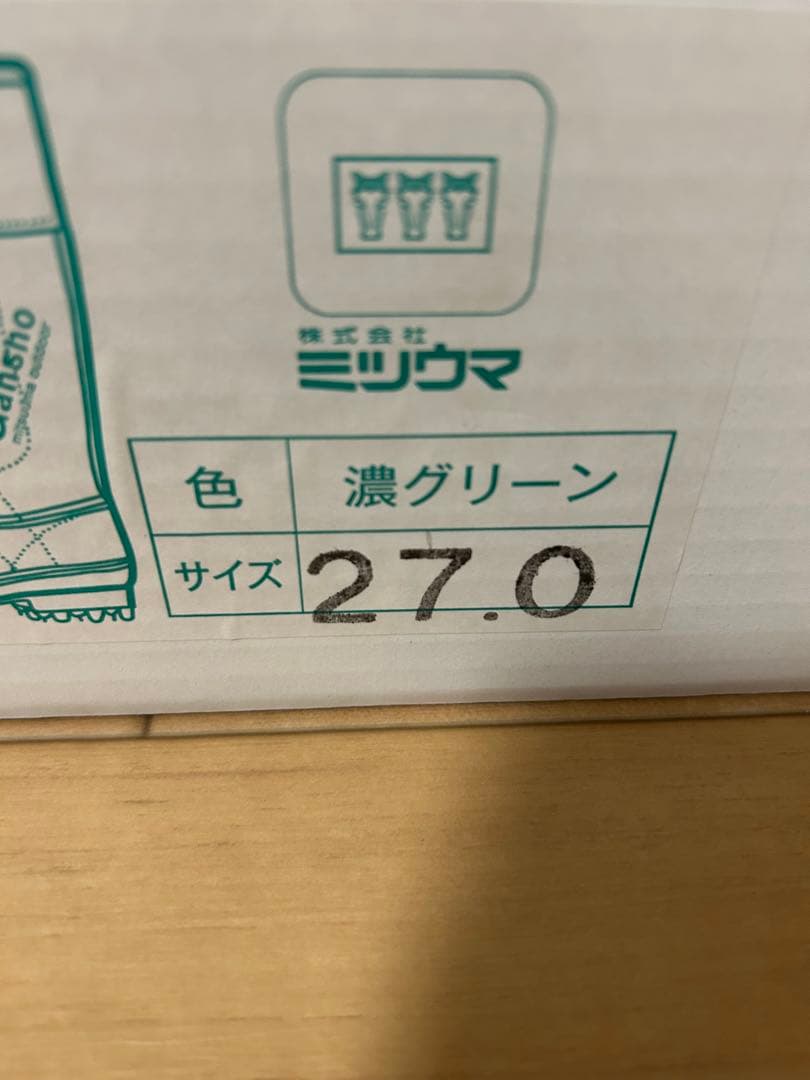 株式会社
ミツウマ
色 濃グリーン
サイズ 27.0